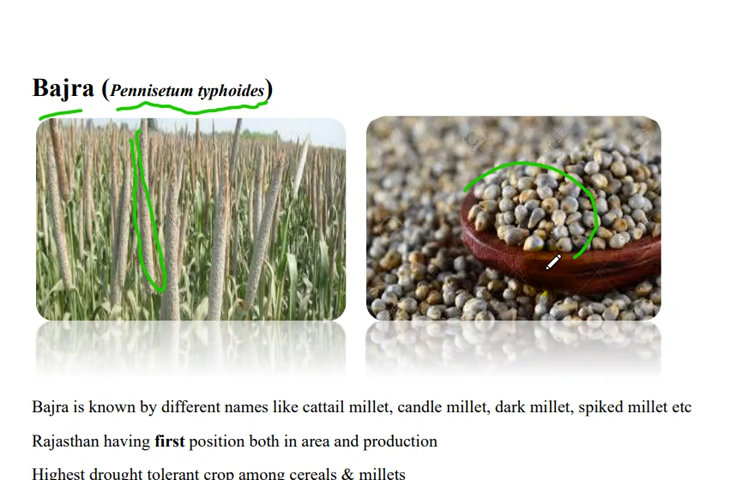 Bajra (Pennisetum typhoides)
Bajra is known by different names like cattail millet, candle millet, dark millet, spiked millet etc
Rajasthan having first position both in area and production
Highest drought tolerant crop among cereals & millets